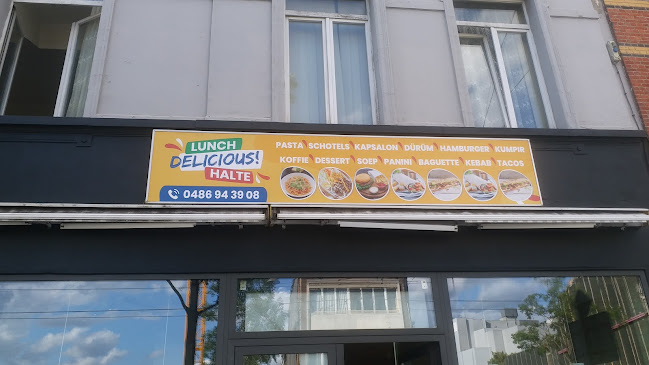 LUNCH
DELICIOUS!
HALTE
0486 94 39 08
PASTA SCHOTELS KAPSALON DÜRÜM HAMBURGER KUMPIR
KOFFIE DESSERT SOEP PANINI BAGUETTE KEBAB TACOS